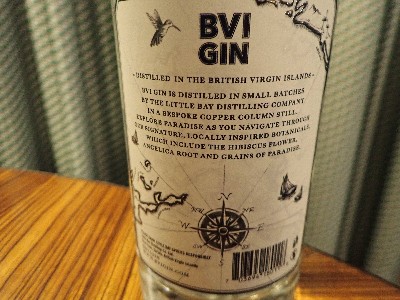 BVI
GIN
- DISTILLED IN THE BRITISH VIRGIN ISLANDS -
BVI GIN IS DISTILLED IN SMALL BATCHES
BY THE LITTLE BAY DISTILLING COMPANY
IN A BESPOKE COPPER COLUMN STILL.
EXPLORE PARADISE AS YOU NAVIGATE THROUGH
OUR SIGNATURE, LOCALLY INSPIRED BOTANICALS,
WHICH INCLUDE THE HIBISCUS FLOWER,
ANGELICA ROOT AND GRAINS OF PARADISE.
N
W
E
S